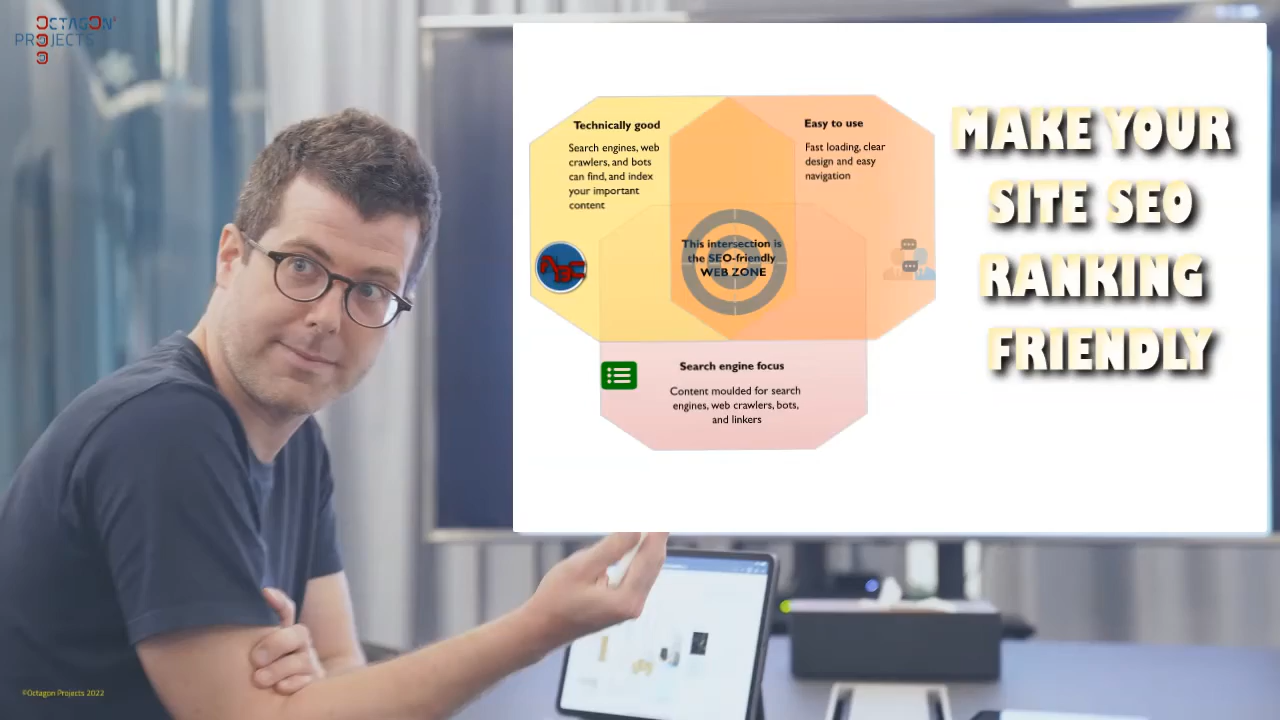 OCTAGON
PROJECTS
Technically good
Search engines, web
crawlers, and bots
can find, and index
your important
content
Easy to use
Fast loading, clear
design and easy
navigation
This intersection is
the SEO-friendly
WEB ZONE
ABC
Search engine focus
Content moulded for search
engines, web crawlers, bots,
and linkers
MAKE YOUR
SITE SEO
RANKING
FRIENDLY
©Octagon Projects 2022